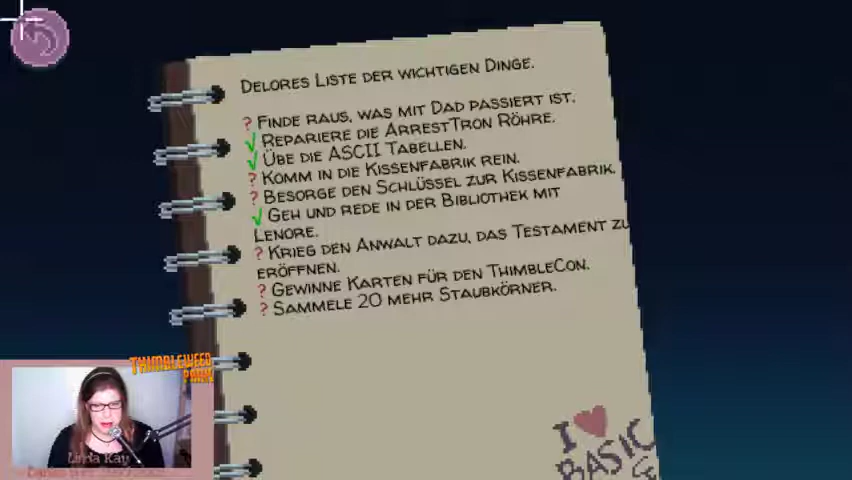 DELORES LISTE DER WICHTIGEN DINGE.
? FINDE RAUS, WAS MIT DAD PASSIERT IST.
√ REPARIERE DIE ARRESTTRON RÖHRE.
√ ÜBE DIE ASCII TABELLEN.
? KOMM IN DIE KISSENFABRIK REIN.
? BESORGE DEN SCHLÜSSEL ZUR KISSENFABRIK.
√ GEH UND REDE IN DER BIBLIOTHEK MIT
LENORE.
? KRIEG DEN ANWALT DAZU, DAS TESTAMENT ZU
ERÖFFNEN.
? GEWINNE KARTEN FÜR DEN THIMBLECON.
? SAMMELE 20 MEHR STAUBKÖRNER.
THIMBLEWEED
PARK
I
BASIC